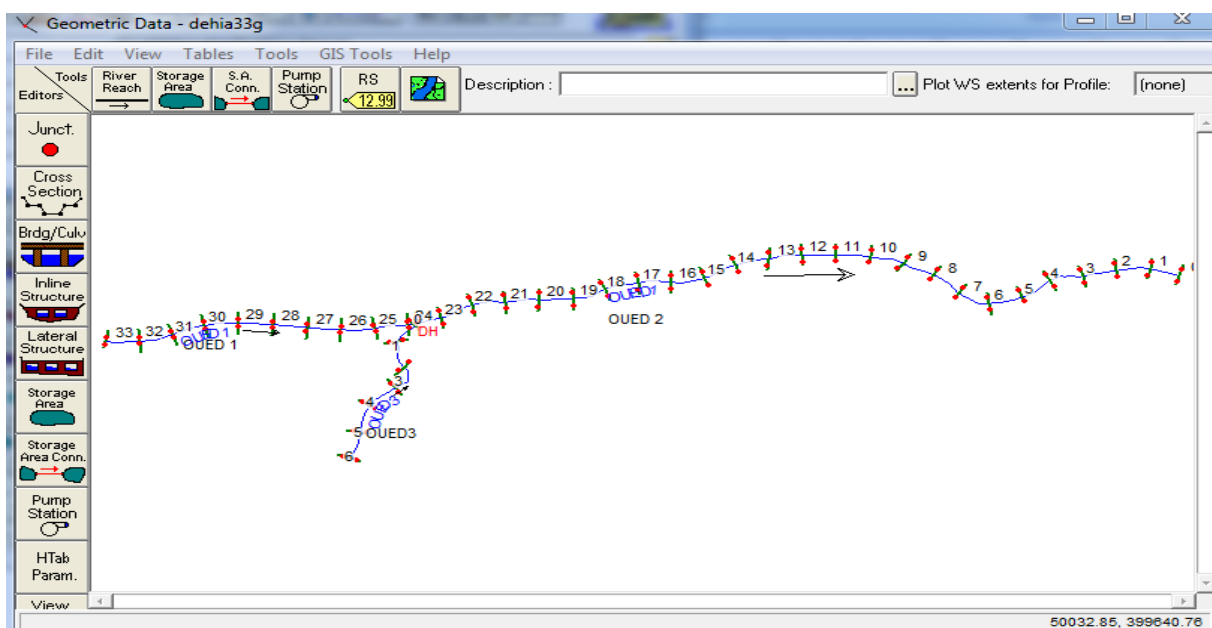 Geometric Data - dehia33g
File Edit View Tables Tools GIS Tools Help
Tools
Editors
River
Reach
Storage
Area
S.A.
Conn.
Pump
Station
RS
12.99
Description :
...
Plot WS extents for Profile:
(none)
Junct.
Cross
Section
Brdg/Culv
Inline
Structure
Lateral
Structure
Storage
Area
Storage
Area Conn.
Pump
Station
HTab
Param.
View
33 32 31 30 29 28 27 26 25 24 23 22 21 20 19 18 17 16 15 14 13 12 11 10 9 8 7 6 5 4 3 2 1
OUED 1
OUED 1
DH
OUED1
OUED 2
1
3
4
OUED3
5 OUED3
6
50032.85, 399640.76